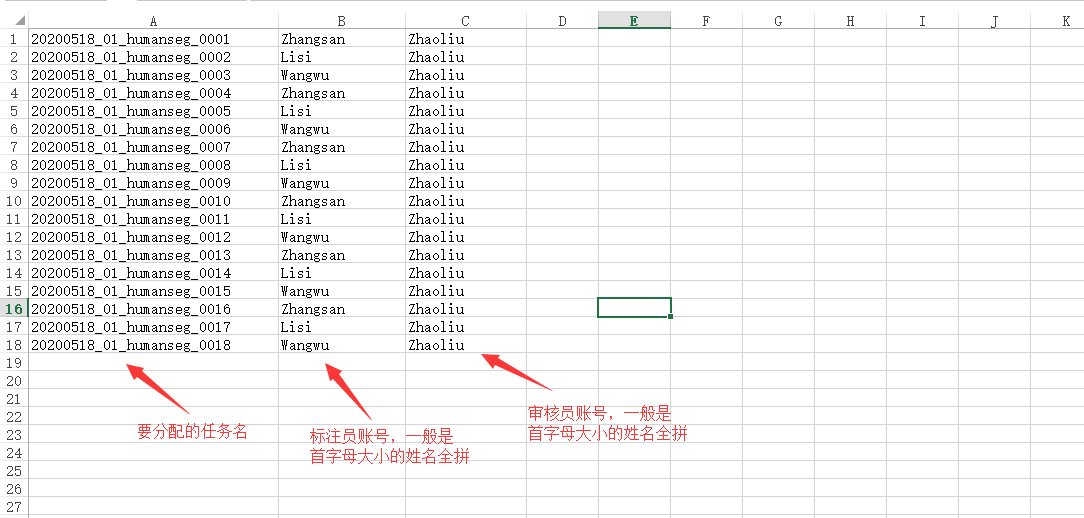 A B C D E F G H I J K
1 20200518_01_humanseg_0001 Zhangsan Zhaoliu
2 20200518_01_humanseg_0002 Lisi Zhaoliu
3 20200518_01_humanseg_0003 Wangwu Zhaoliu
4 20200518_01_humanseg_0004 Zhangsan Zhaoliu
5 20200518_01_humanseg_0005 Lisi Zhaoliu
6 20200518_01_humanseg_0006 Wangwu Zhaoliu
7 20200518_01_humanseg_0007 Zhangsan Zhaoliu
8 20200518_01_humanseg_0008 Lisi Zhaoliu
9 20200518_01_humanseg_0009 Wangwu Zhaoliu
10 20200518_01_humanseg_0010 Zhangsan Zhaoliu
11 20200518_01_humanseg_0011 Lisi Zhaoliu
12 20200518_01_humanseg_0012 Wangwu Zhaoliu
13 20200518_01_humanseg_0013 Zhangsan Zhaoliu
14 20200518_01_humanseg_0014 Lisi Zhaoliu
15 20200518_01_humanseg_0015 Wangwu Zhaoliu
16 20200518_01_humanseg_0016 Zhangsan Zhaoliu
17 20200518_01_humanseg_0017 Lisi Zhaoliu
18 20200518_01_humanseg_0018 Wangwu Zhaoliu
19
20
21
22
23
24
25
26
27
要分配的任务名
标注员账号，一般是
首字母大小的姓名全拼
审核员账号，一般是
首字母大小的姓名全拼